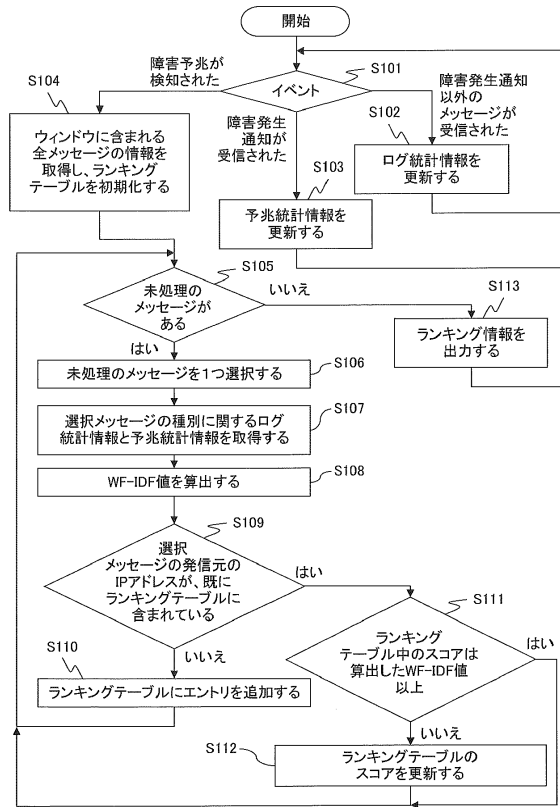 開始
S101
イベント
障害予兆が
検知された
S104
ウィンドウに含まれる
全メッセージの情報を
取得し、ランキング
テーブルを初期化する
障害発生
通知が
受信された
S103
予兆統計情報を
更新する
障害発生通知
以外の
メッセージが
受信された
S102
ログ統計情報を
更新する
S105
未処理の
メッセージが
ある
いいえ
S113
ランキング情報を
出力する
はい
未処理のメッセージを1つ選択する
S106
選択メッセージの種別に関するログ
統計情報と予兆統計情報を取得する
S107
WF-IDF値を算出する
S108
S109
選択
メッセージの発信元の
IPアドレスが、既に
ランキングテーブルに
含まれている
はい
いいえ
S110
ランキングテーブルにエントリを追加する
S111
ランキング
テーブル中のスコアは
算出したWF-IDF値
以上
はい
いいえ
S112
ランキングテーブルの
スコアを更新する